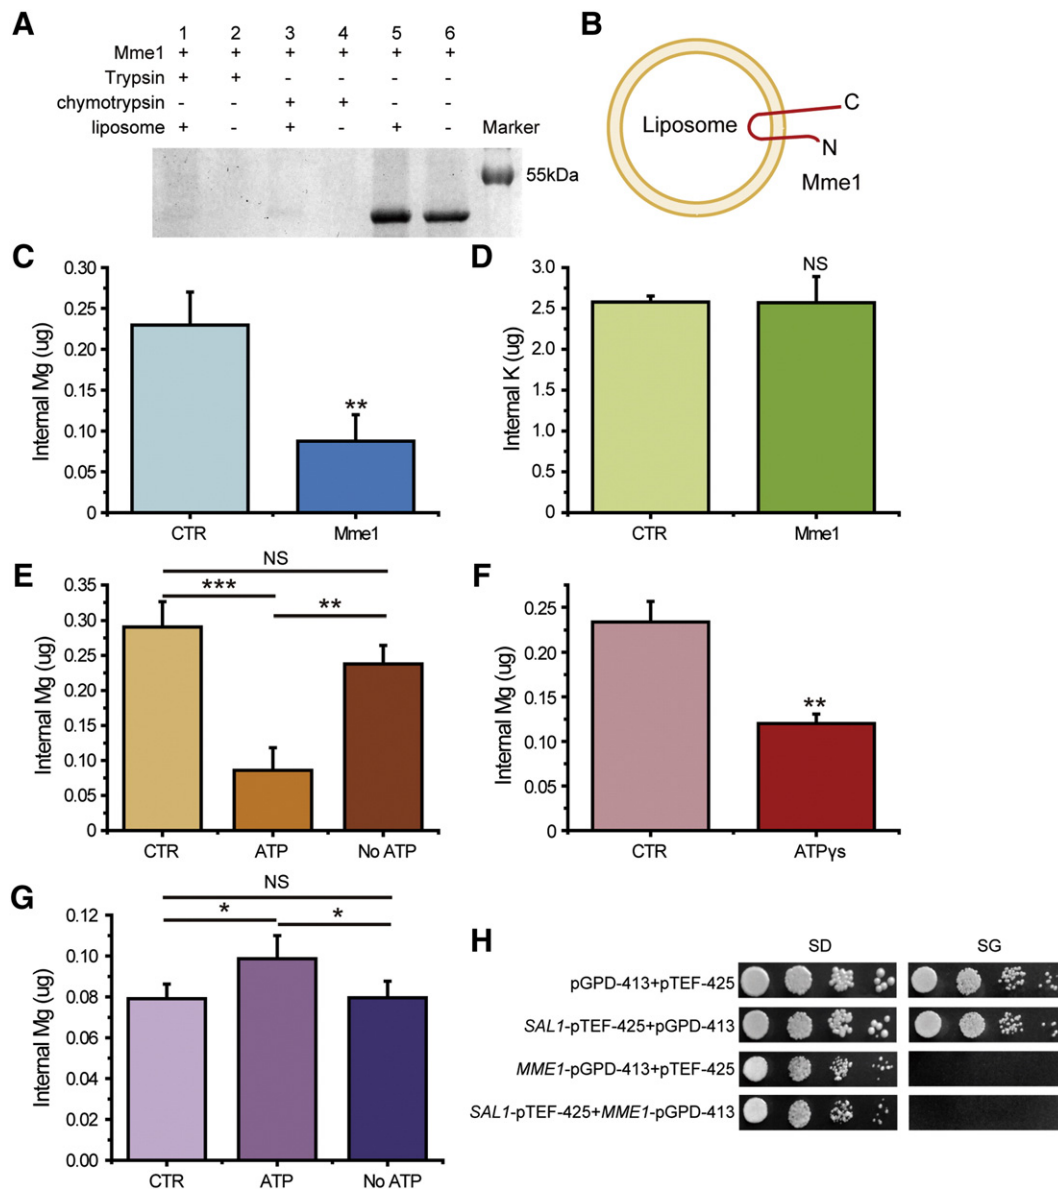 A
1 2 3 4 5 6
Mme1 + + + + + +
Trypsin + + - - - -
chymotrypsin - - + + - -
liposome + - + - + - Marker
55kDa
B
Liposome
C
N
Mme1
C
Internal Mg (ug)
0.30
0.25
0.20
0.15
0.10
0.05
0
**
CTR Mme1
D
Internal K (ug)
3.0
2.5
2.0
1.5
1.0
0.5
0
NS
CTR Mme1
E
Internal Mg (ug)
0.35
0.30
0.25
0.20
0.15
0.10
0.05
0
NS
*** **
CTR ATP No ATP
F
Internal Mg (ug)
0.25
0.20
0.15
0.10
0.05
0
**
CTR ATPγs
G
Internal Mg (ug)
0.12
0.10
0.08
0.06
0.04
0.02
0.00
NS
* *
CTR ATP No ATP
H
SD SG
pGPD-413+pTEF-425
SAL1-pTEF-425+pGPD-413
MME1-pGPD-413+pTEF-425
SAL1-pTEF-425+MME1-pGPD-413